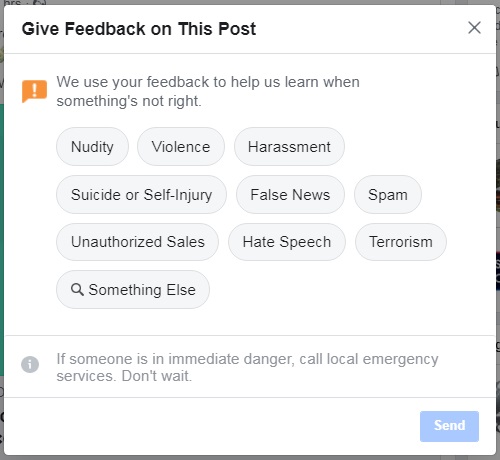 Give Feedback on This Post
We use your feedback to help us learn when
something's not right.
Nudity Violence Harassment
Suicide or Self-Injury False News Spam
Unauthorized Sales Hate Speech Terrorism
Something Else
If someone is in immediate danger, call local emergency
services. Don't wait.
Send